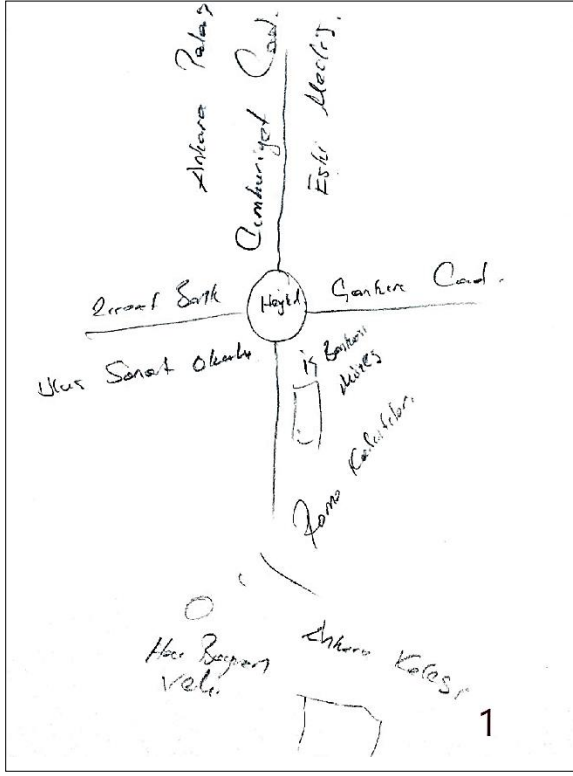 Ankara Palas
Cumhuriyet Cad.
Eski Meclis
Ziraat Bank
Heykel
Çankırı Cad.
Ulus Sanat Okulu
İş Bankası
Müzesi
Roma Kalıntıları
Hacı Bayram
Veli
Ankara Kalesi
1